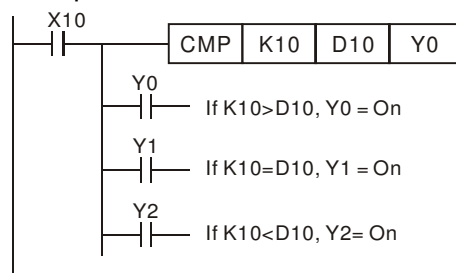 X10
CMP K10 D10 Y0
Y0
If K10>D10, Y0 = On
Y1
If K10=D10, Y1 = On
Y2
If K10<D10, Y2= On